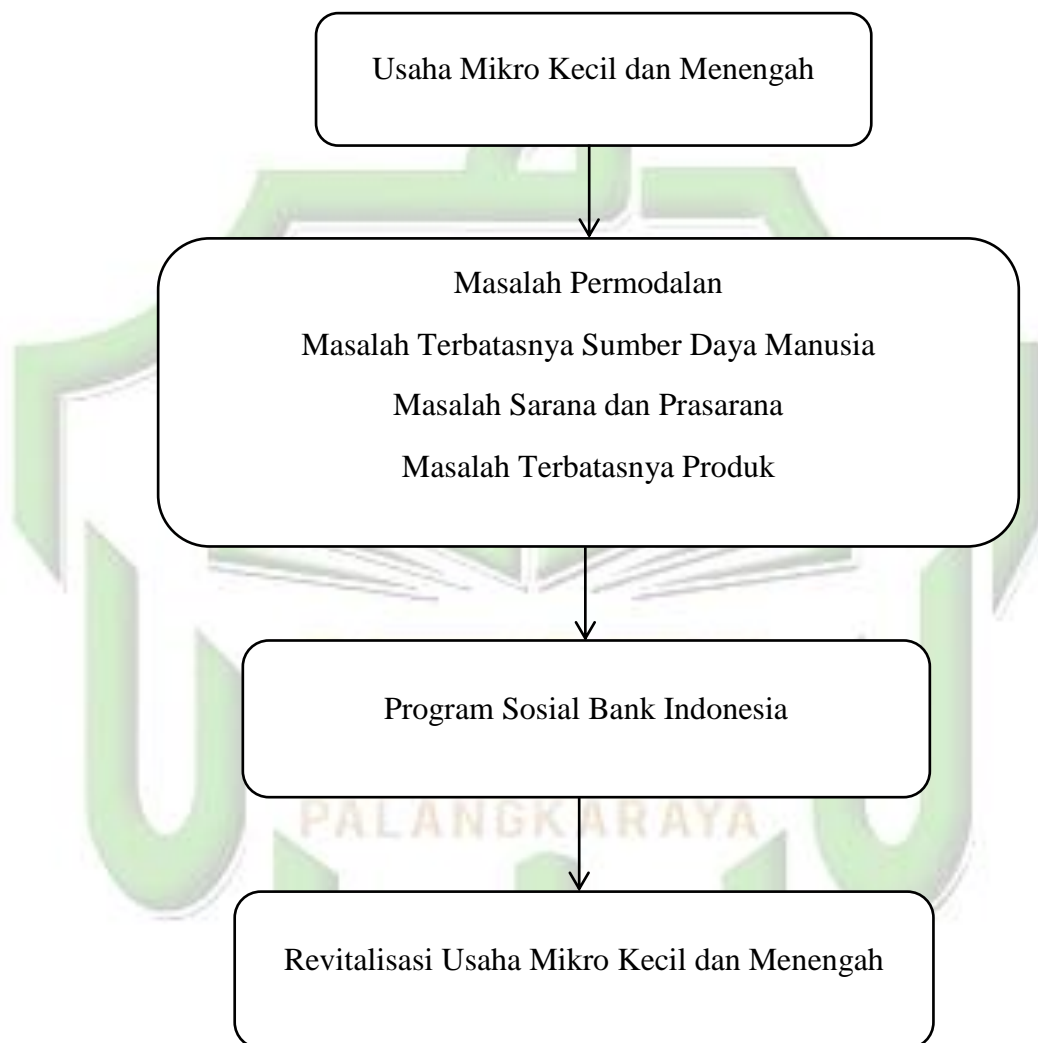 Usaha Mikro Kecil dan Menengah
Masalah Permodalan
Masalah Terbatasnya Sumber Daya Manusia
Masalah Sarana dan Prasarana
Masalah Terbatasnya Produk
Program Sosial Bank Indonesia
PALANGKARAYA
Revitalisasi Usaha Mikro Kecil dan Menengah